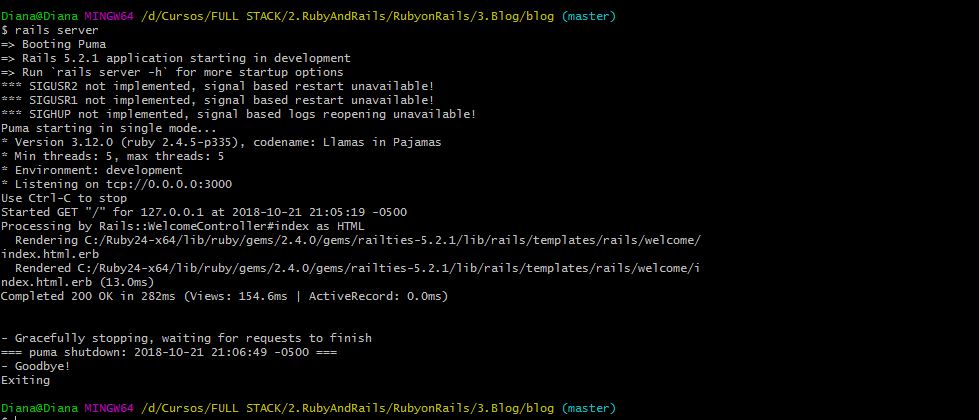 Diana@Diana MINGW64 /d/Cursos/FULL STACK/2.RubyAndRails/RubyonRails/3.Blog/blog (master)
$ rails server
=> Booting Puma
=> Rails 5.2.1 application starting in development
=> Run `rails server -h` for more startup options
*** SIGUSR2 not implemented, signal based restart unavailable!
*** SIGUSR1 not implemented, signal based restart unavailable!
*** SIGHUP not implemented, signal based logs reopening unavailable!
Puma starting in single mode...
* Version 3.12.0 (ruby 2.4.5-p335), codename: Llamas in Pajamas
* Min threads: 5, max threads: 5
* Environment: development
* Listening on tcp://0.0.0.0:3000
Use Ctrl-C to stop
Started GET "/" for 127.0.0.1 at 2018-10-21 21:05:19 -0500
Processing by Rails::WelcomeController#index as HTML
  Rendering C:/Ruby24-x64/lib/ruby/gems/2.4.0/gems/railties-5.2.1/lib/rails/templates/rails/welcome/
index.html.erb
  Rendered C:/Ruby24-x64/lib/ruby/gems/2.4.0/gems/railties-5.2.1/lib/rails/templates/rails/welcome/i
ndex.html.erb (13.0ms)
Completed 200 OK in 282ms (Views: 154.6ms | ActiveRecord: 0.0ms)
- Gracefully stopping, waiting for requests to finish
=== puma shutdown: 2018-10-21 21:06:49 -0500 ===
- Goodbye!
Exiting
Diana@Diana MINGW64 /d/Cursos/FULL STACK/2.RubyAndRails/RubyonRails/3.Blog/blog (master)
$